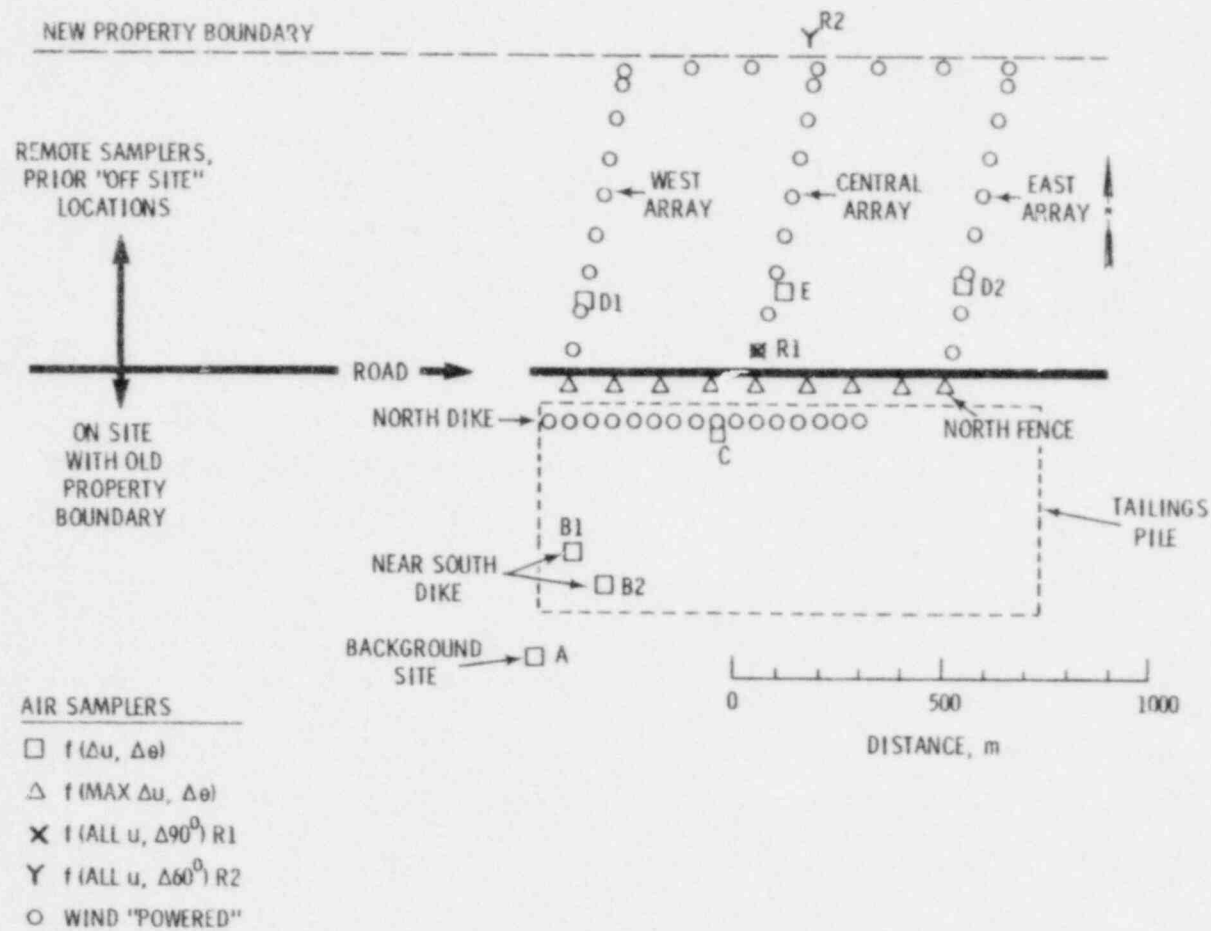 NEW PROPERTY BOUNDARY
R2
REMOTE SAMPLERS,
PRIOR "OFF SITE"
LOCATIONS
WEST
ARRAY
CENTRAL
ARRAY
EAST
ARRAY
N
D1
E
D2
R1
ROAD
NORTH DIKE
NORTH FENCE
C
ON SITE
WITH OLD
PROPERTY
BOUNDARY
TAILINGS
PILE
B1
NEAR SOUTH
DIKE
B2
BACKGROUND
SITE
A
0 500 1000
DISTANCE, m
AIR SAMPLERS
□ f (Δu, Δθ)
△ f (MAX Δu, Δθ)
✕ f (ALL u, Δ90⁰) R1
Y f (ALL u, Δ60⁰) R2
○ WIND "POWERED"